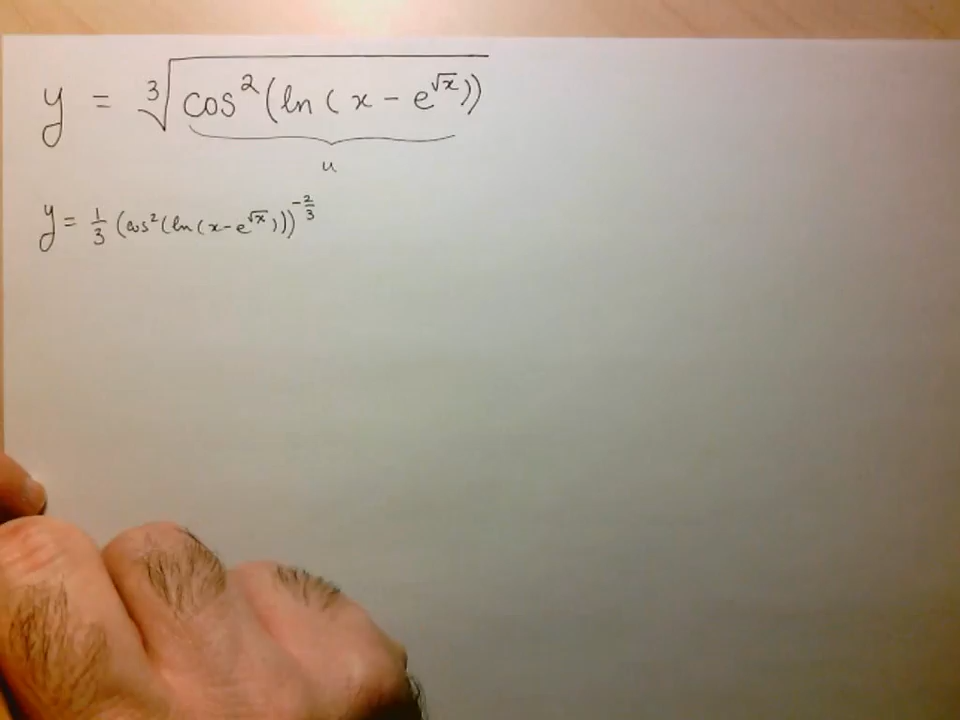 y = ∛(cos²(ln(x - e^√x)))
u
y = 1/3 (cos²(ln(x - e^√x)))^(-2/3)